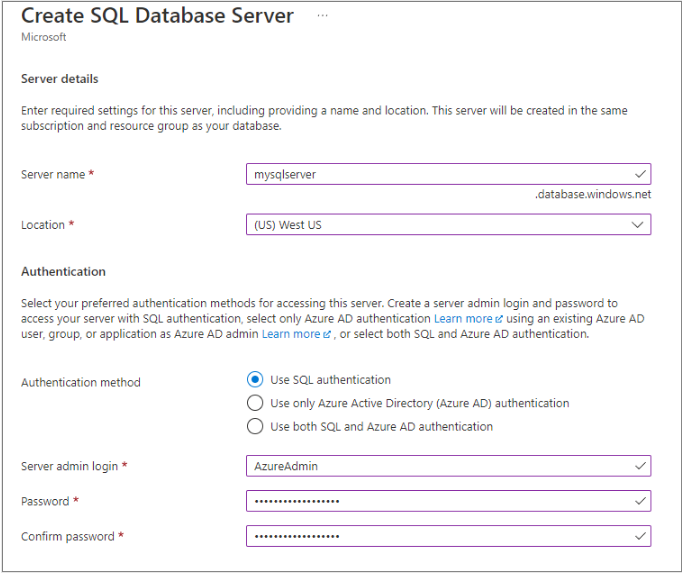 Create SQL Database Server ...
Microsoft
Server details
Enter required settings for this server, including providing a name and location. This server will be created in the same
subscription and resource group as your database.
Server name *
mysqlserver
.database.windows.net
Location *
(US) West US
Authentication
Select your preferred authentication methods for accessing this server. Create a server admin login and password to
access your server with SQL authentication, select only Azure AD authentication Learn more using an existing Azure AD
user, group, or application as Azure AD admin Learn more , or select both SQL and Azure AD authentication.
Authentication method
Use SQL authentication
Use only Azure Active Directory (Azure AD) authentication
Use both SQL and Azure AD authentication
Server admin login *
AzureAdmin
Password *
••••••••••••••••••
Confirm password *
••••••••••••••••••